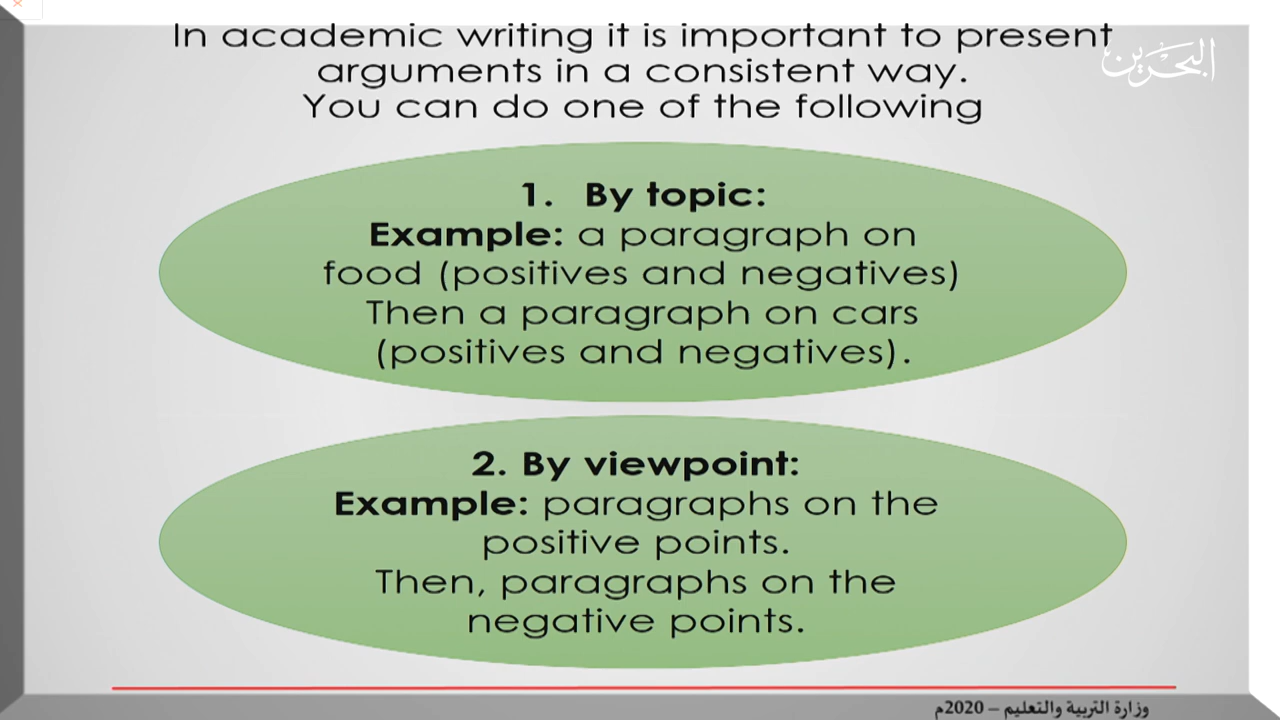 In academic writing it is important to present
arguments in a consistent way.
You can do one of the following
البحرين
1. By topic:
Example: a paragraph on
food (positives and negatives)
Then a paragraph on cars
(positives and negatives).
2. By viewpoint:
Example: paragraphs on the
positive points.
Then, paragraphs on the
negative points.
وزارة التربية والتعليم – 2020م